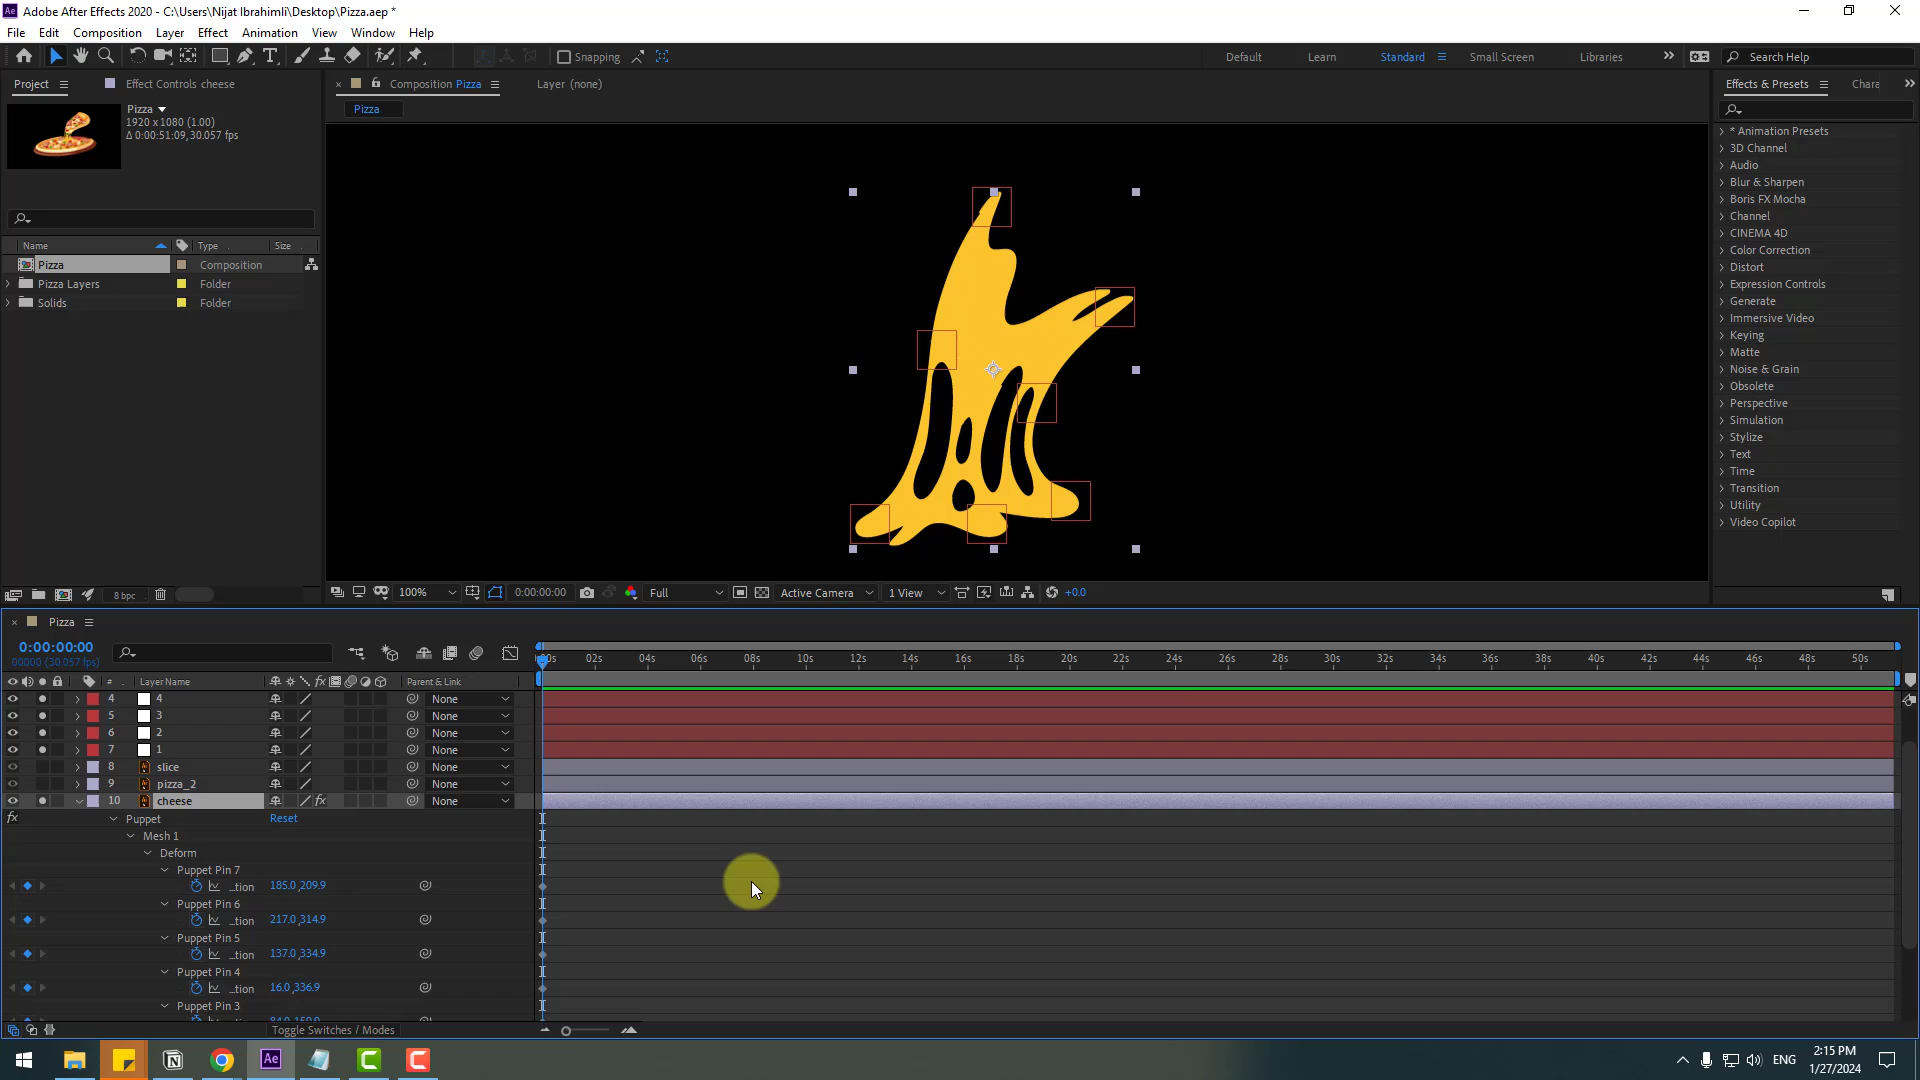 Adobe After Effects 2020 - C:\Users\Nijat Ibrahimli\Desktop\Pizza.aep *
File Edit Composition Layer Effect Animation View Window Help
Snapping
Default Learn Standard Small Screen Libraries Search Help
Project Effect Controls cheese
Composition Pizza Layer (none)
Effects & Presets Chara
Pizza
1920 x 1080 (1.00)
Δ 0:00:51:09, 30.057 fps
Pizza
Name Type Size
Pizza Composition
Pizza Layers Folder
Solids Folder
* Animation Presets
3D Channel
Audio
Blur & Sharpen
Boris FX Mocha
Channel
CINEMA 4D
Color Correction
Distort
Expression Controls
Generate
Immersive Video
Keying
Matte
Noise & Grain
Obsolete
Perspective
Simulation
Stylize
Text
Time
Transition
Utility
Video Copilot
8 bpc
100% 0:00:00:00 Full Active Camera 1 View +0.0
Pizza
0:00:00:00
00000 (30.057 fps)
:00s 02s 04s 06s 08s 10s 12s 14s 16s 18s 20s 22s 24s 26s 28s 30s 32s 34s 36s 38s 40s 42s 44s 46s 48s 50s
# Layer Name Parent & Link
4 4 None
5 3 None
6 2 None
7 1 None
8 slice None
9 pizza_2 None
10 cheese None
fx Puppet Reset
Mesh 1
Deform
Puppet Pin 7
...tion 185.0,209.9
Puppet Pin 6
...tion 217.0,314.9
Puppet Pin 5
...tion 137.0,334.9
Puppet Pin 4
...tion 16.0,336.9
Puppet Pin 3
Toggle Switches / Modes
ENG
2:15 PM
1/27/2024